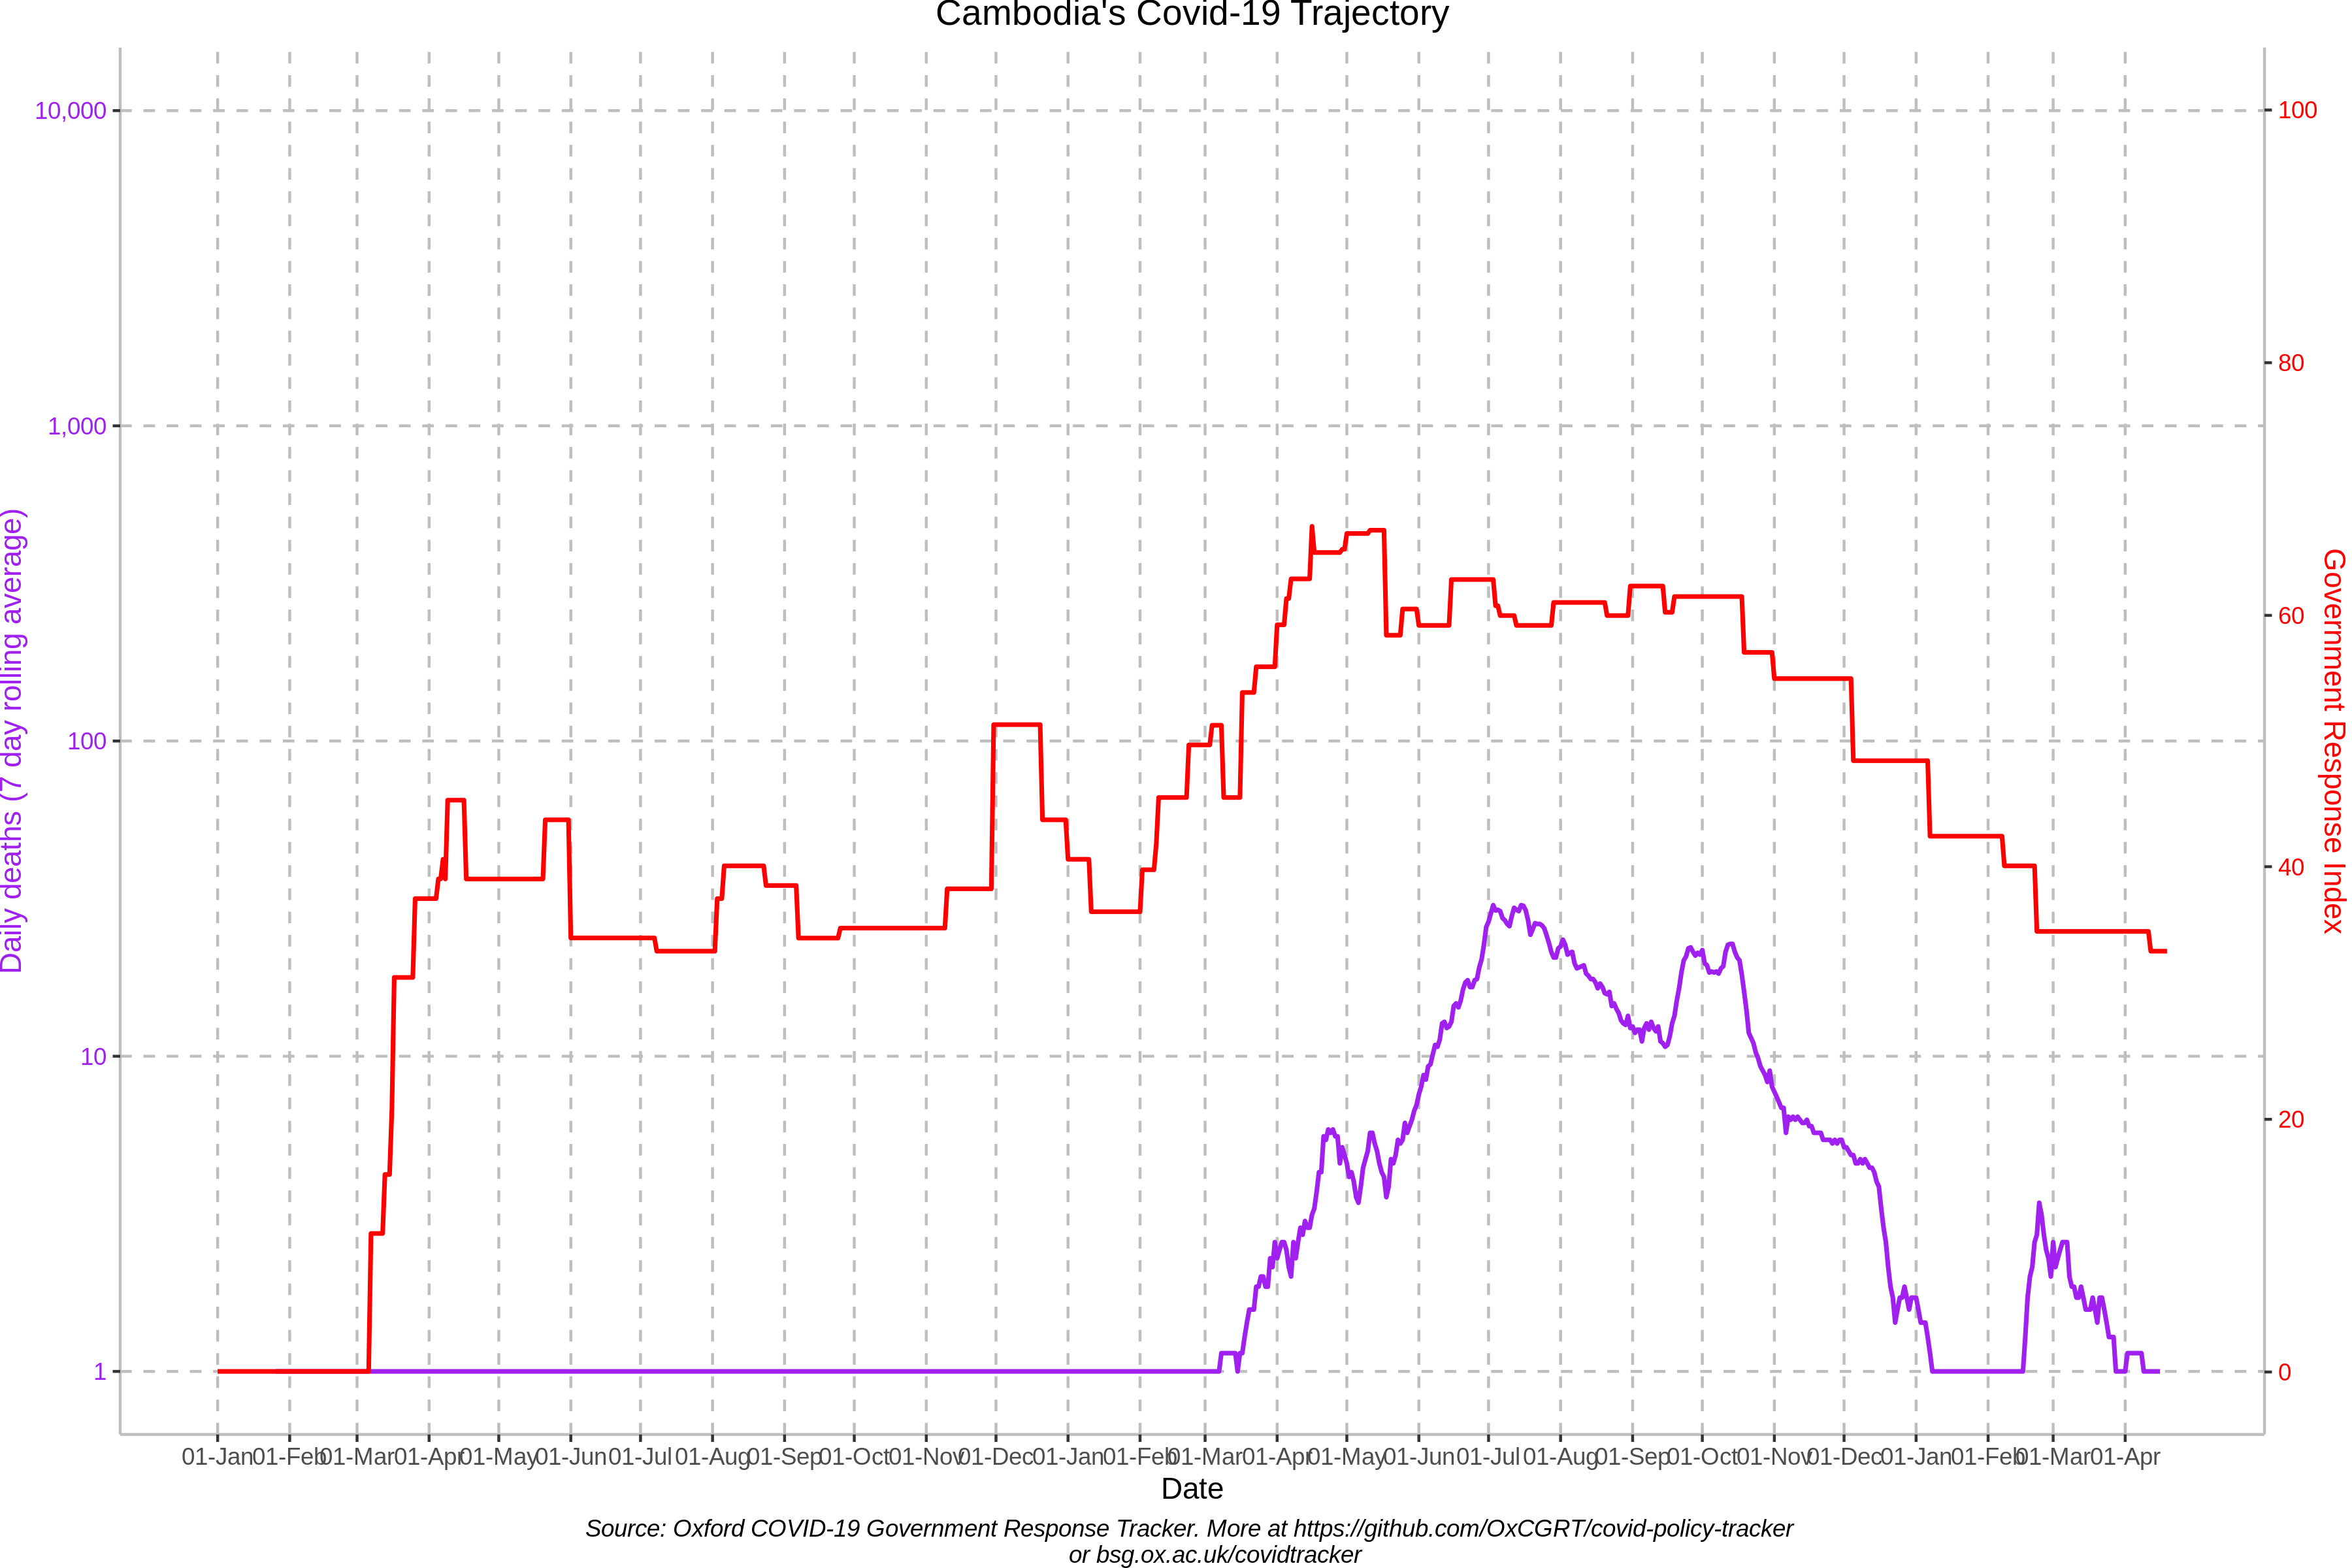 Cambodia's Covid-19 Trajectory
10,000
1,000
100
10
1
Daily deaths (7 day rolling average)
100
80
60
40
20
0
Government Response Index
01-Jan 01-Feb 01-Mar 01-Apr 01-May 01-Jun 01-Jul 01-Aug 01-Sep 01-Oct 01-Nov 01-Dec 01-Jan 01-Feb 01-Mar 01-Apr 01-May 01-Jun 01-Jul 01-Aug 01-Sep 01-Oct 01-Nov 01-Dec 01-Jan 01-Feb 01-Mar 01-Apr
Date
Source: Oxford COVID-19 Government Response Tracker. More at https://github.com/OxCGRT/covid-policy-tracker
or bsg.ox.ac.uk/covidtracker